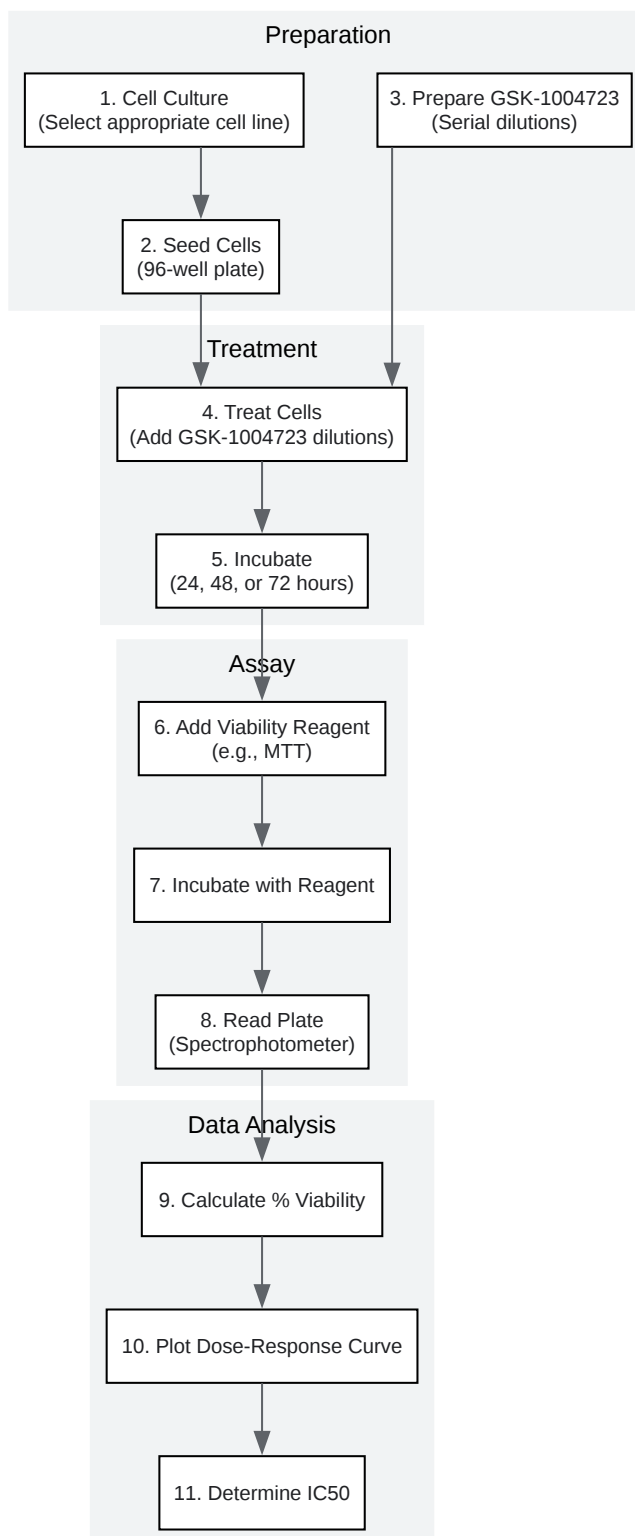 Preparation
1. Cell Culture
(Select appropriate cell line)
3. Prepare GSK-1004723
(Serial dilutions)
2. Seed Cells
(96-well plate)
Treatment
4. Treat Cells
(Add GSK-1004723 dilutions)
5. Incubate
(24, 48, or 72 hours)
Assay
6. Add Viability Reagent
(e.g., MTT)
7. Incubate with Reagent
8. Read Plate
(Spectrophotometer)
Data Analysis
9. Calculate % Viability
10. Plot Dose-Response Curve
11. Determine IC50